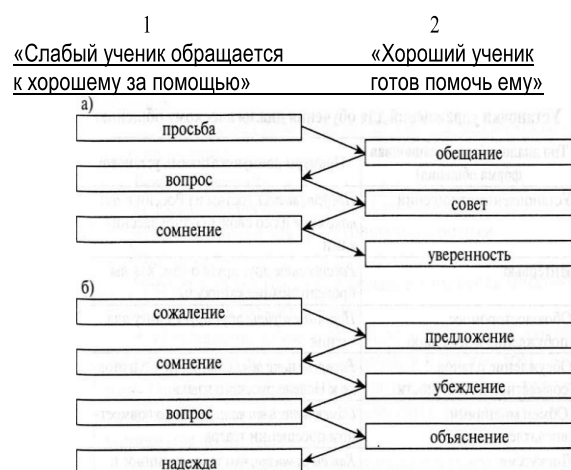 1 2
«Слабый ученик обращается «Хороший ученик
к хорошему за помощью» готов помочь ему»
а)
просьба
обещание
вопрос
совет
сомнение
уверенность
б)
сожаление
предложение
сомнение
убеждение
вопрос
объяснение
надежда